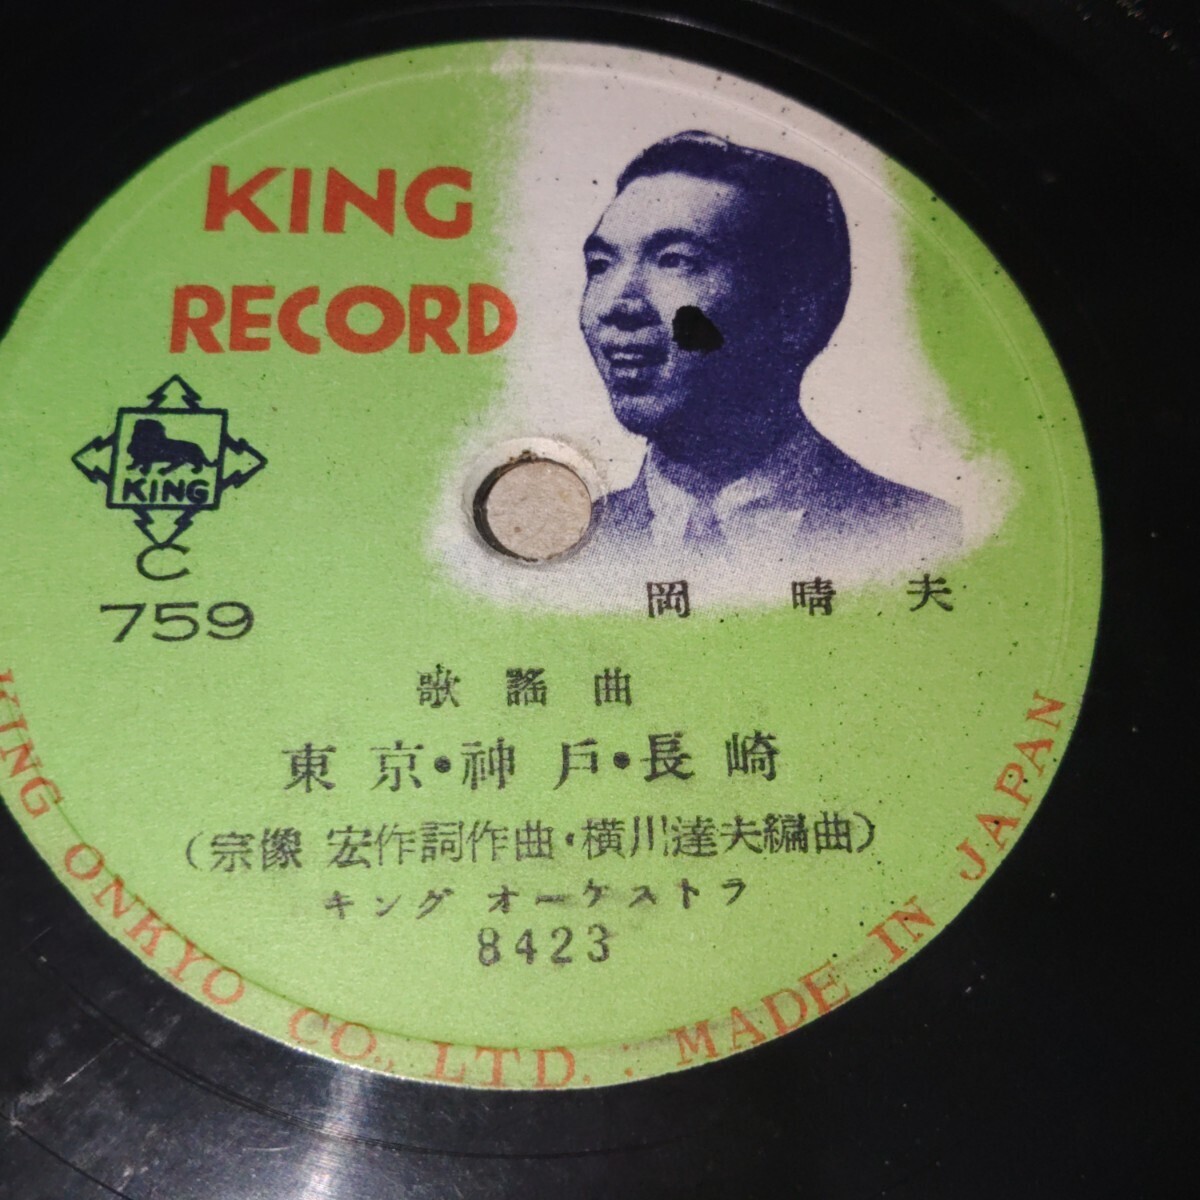 KING
RECORD
KING
C
759
岡 晴 夫
歌 謠 曲
東 京・神 戸・長 崎
(宗像 宏作詞作曲・横川達夫編曲)
キング オーケストラ
8423
KING ONKYO CO., LTD. : MADE IN JAPAN